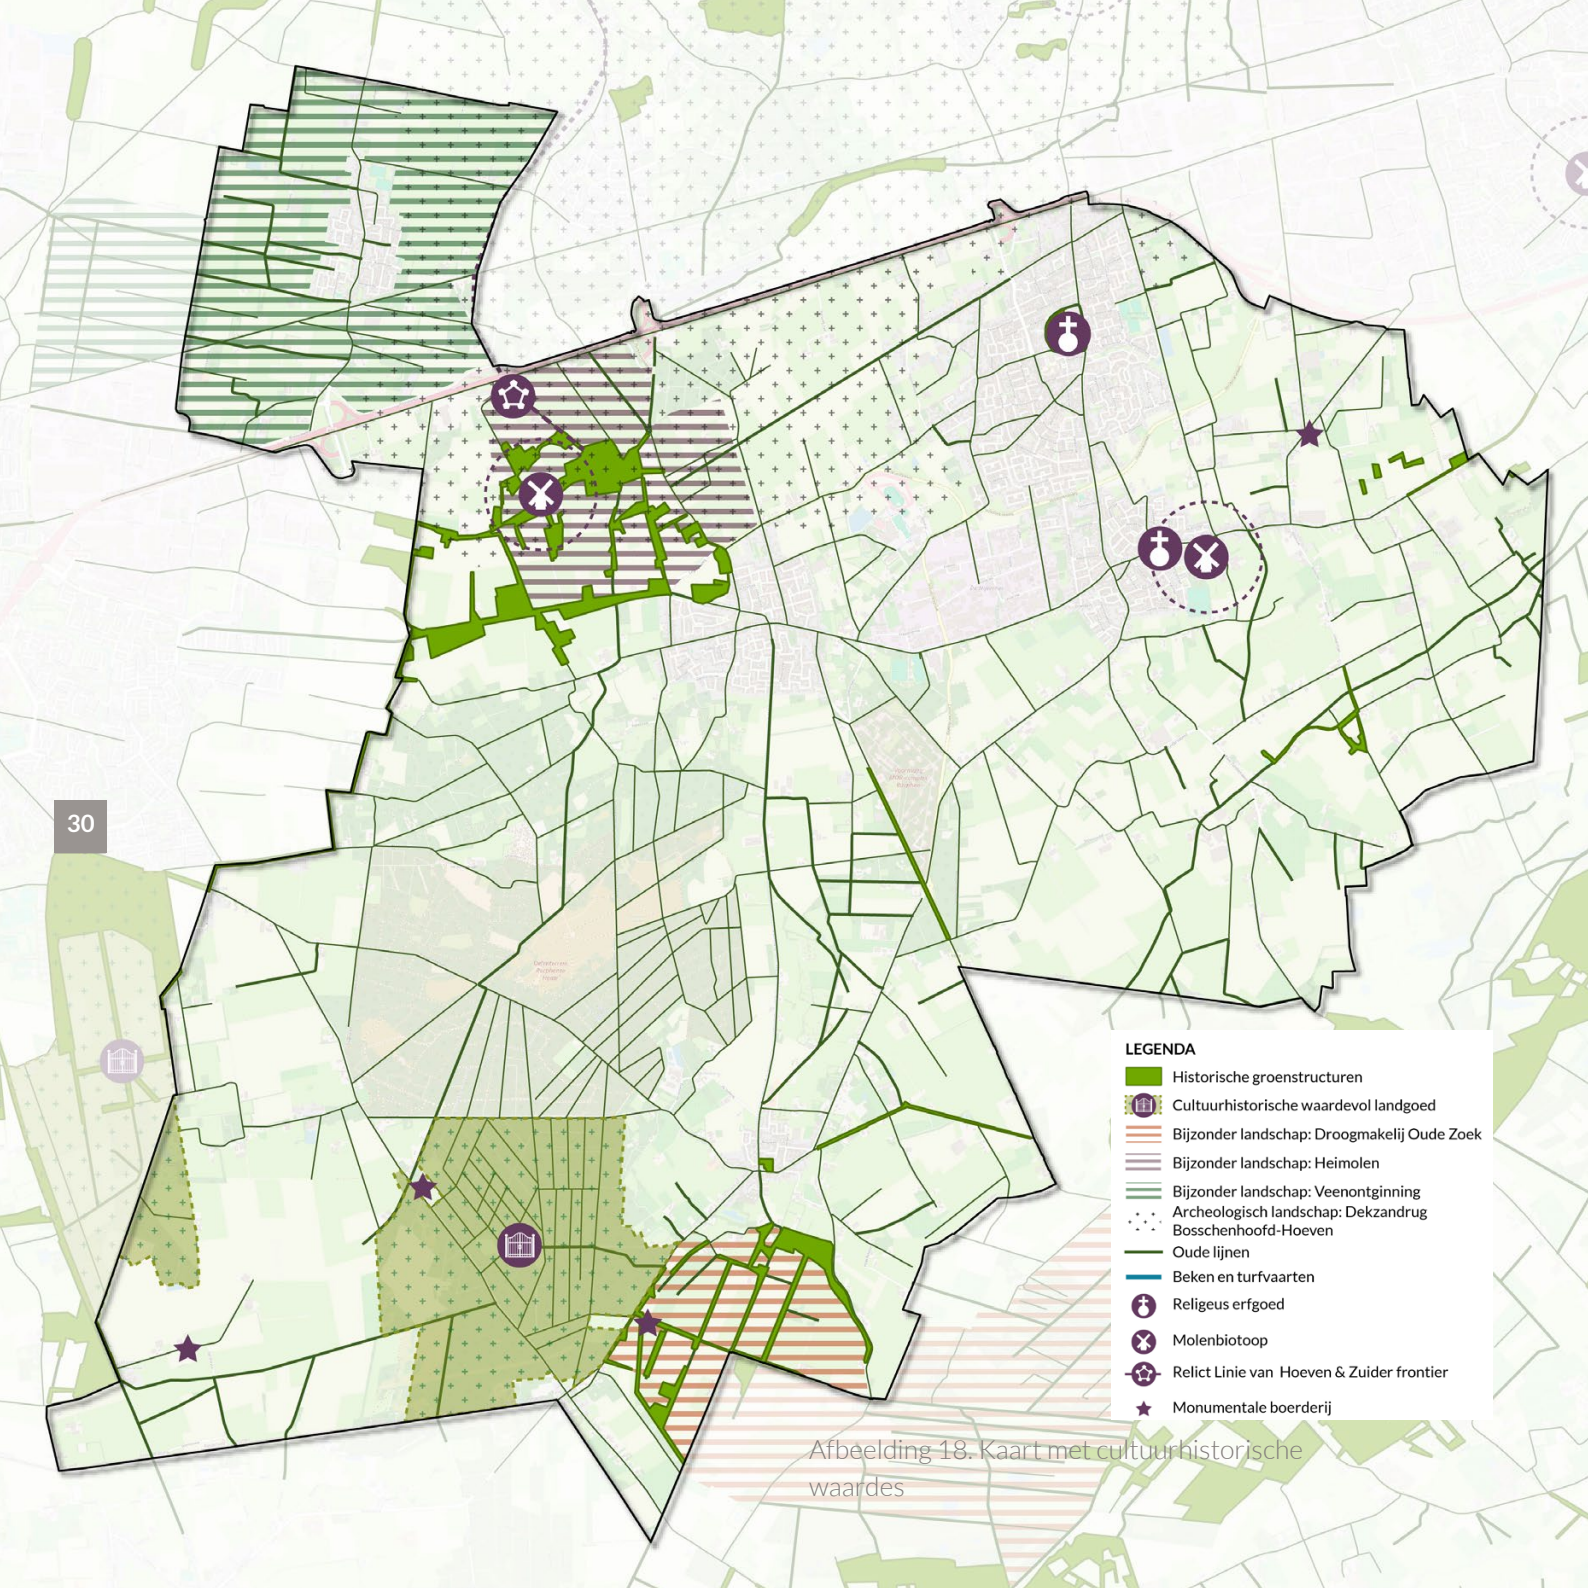 30
LEGENDA
Historische groenstructuren
Cultuurhistorische waardevol landgoed
Bijzonder landschap: Droogmakelij Oude Zoek
Bijzonder landschap: Heimolen
Bijzonder landschap: Veenontginning
Archeologisch landschap: Dekzandrug
Bosschenhoofd-Hoeven
Oude lijnen
Beken en turfvaarten
Religeus erfgoed
Molenbiotoop
Relict Linie van Hoeven & Zuider frontier
Monumentale boerderij
Afbeelding 18. Kaart met cultuurhistorische
waardes